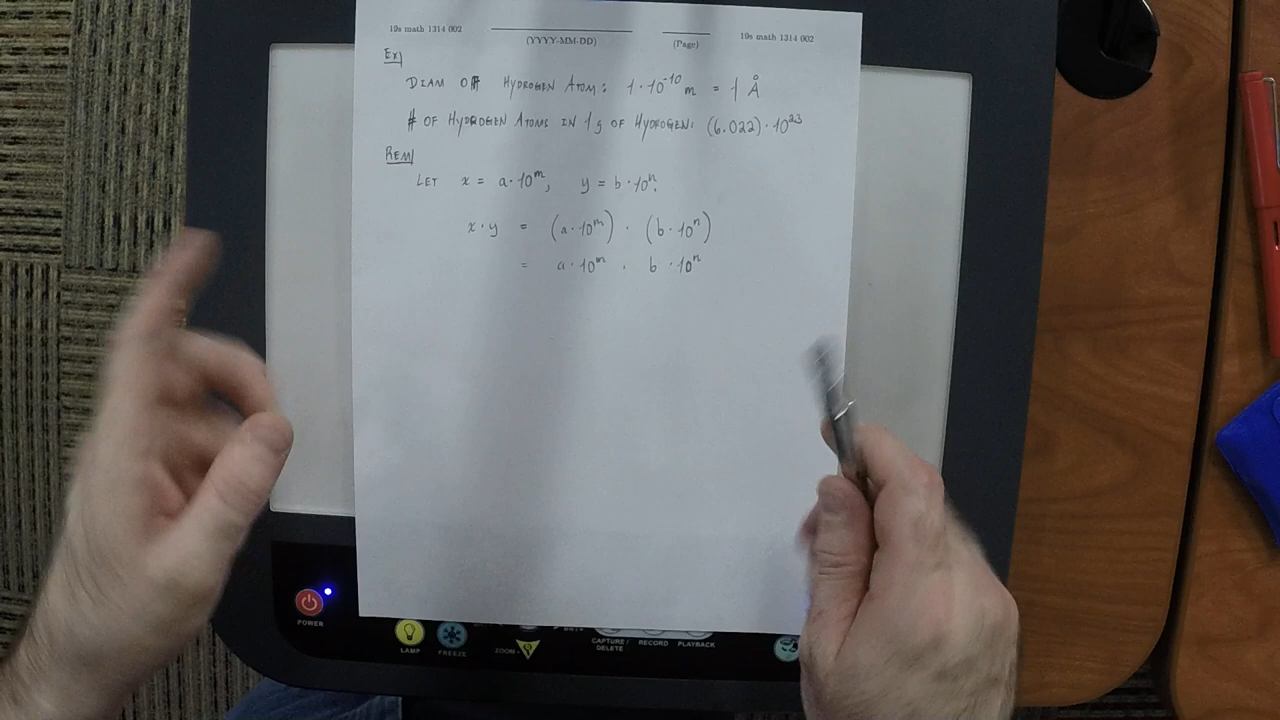 19s math 1314 002 (YYYY-MM-DD) (Page) 19s math 1314 002
Ex)
DIAM OF HYDROGEN ATOM: 1·10^-10 m = 1 Å
# OF HYDROGEN ATOMS IN 1g OF HYDROGEN: (6.022)·10^23
REM)
LET x = a·10^m, y = b·10^n.
x·y = (a·10^m) · (b·10^n)
= a·10^m · b·10^n
POWER
LAMP FREEZE ZOOM CAPTURE / DELETE RECORD PLAYBACK